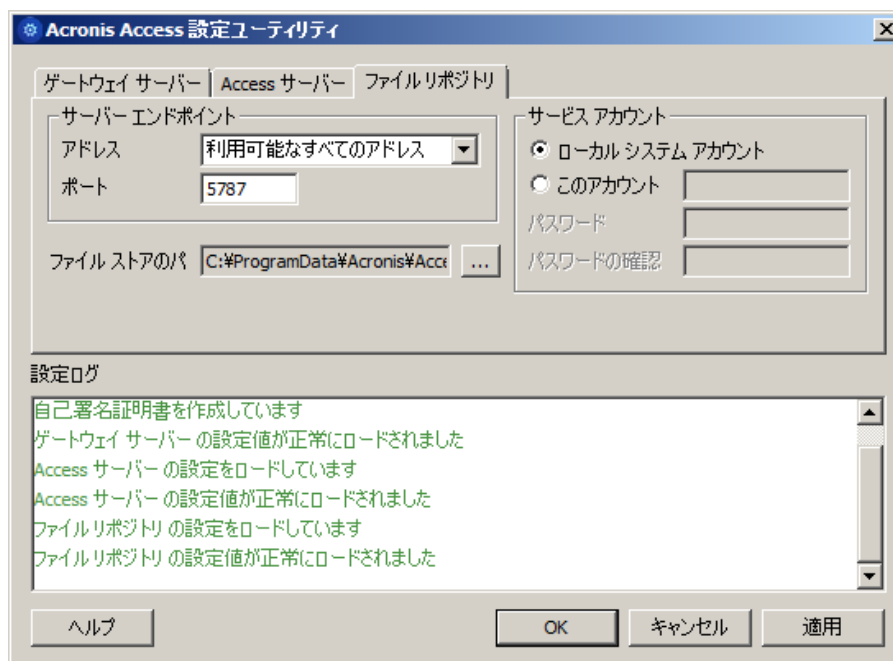 Acronis Access 設定ユーティリティ
ゲートウェイ サーバー
Access サーバー
ファイル リポジトリ
サーバー エンドポイント
アドレス
利用可能なすべてのアドレス
ポート
5787
ファイル ストアのパ
C:¥ProgramData¥Acronis¥Acce
...
サービス アカウント
ローカル システム アカウント
このアカウント
パスワード
パスワードの確認
設定ログ
自己署名証明書を作成しています
ゲートウェイ サーバー の設定値が正常にロードされました
Access サーバー の設定をロードしています
Access サーバー の設定値が正常にロードされました
ファイル リポジトリ の設定をロードしています
ファイル リポジトリ の設定値が正常にロードされました
ヘルプ
OK
キャンセル
適用